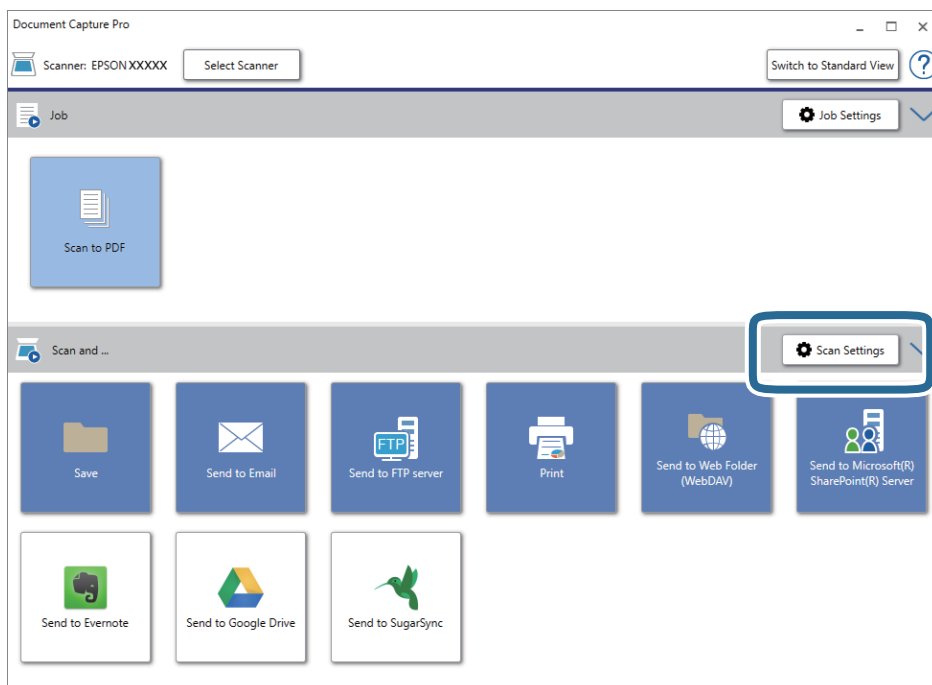 Document Capture Pro
Scanner: EPSON XXXXX
Select Scanner
Switch to Standard View
?
Job
Job Settings
Scan to PDF
Scan and ...
Scan Settings
Save
Send to Email
FTP
Send to FTP server
Print
Send to Web Folder
(WebDAV)
Send to Microsoft(R)
SharePoint(R) Server
Send to Evernote
Send to Google Drive
Send to SugarSync